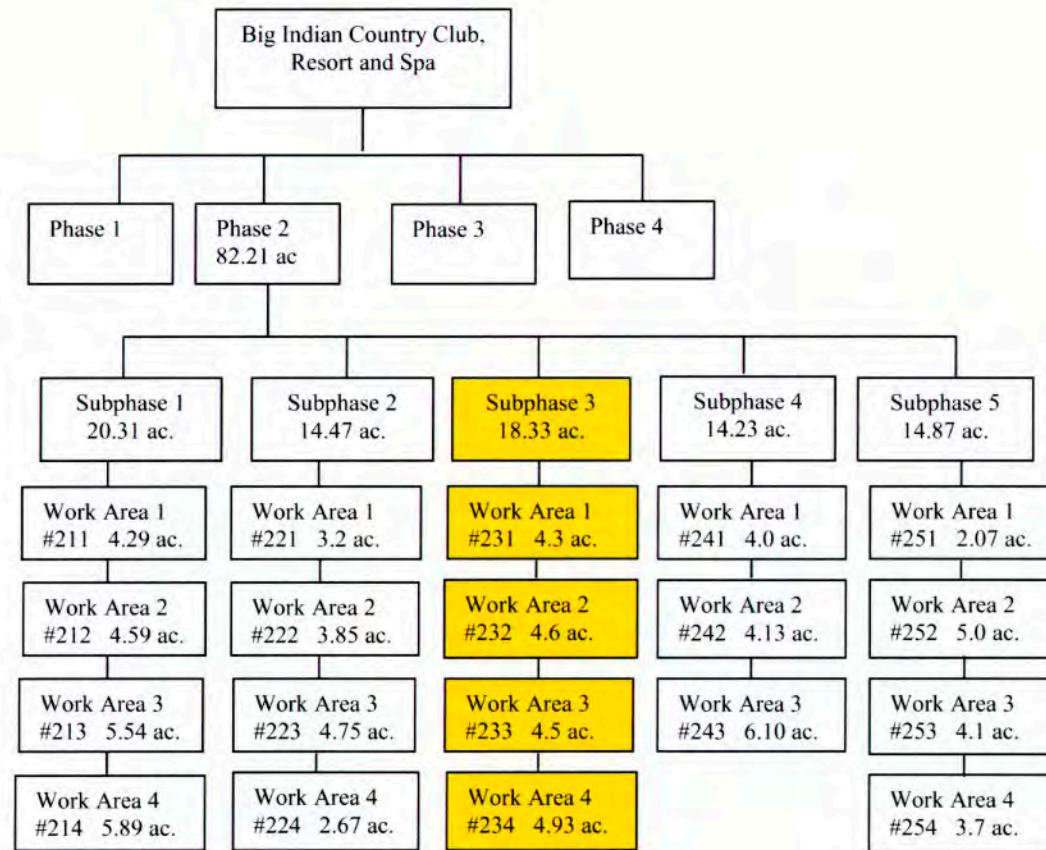 Big Indian Country Club,
Resort and Spa
Phase 1
Phase 2
82.21 ac
Phase 3
Phase 4
Subphase 1
20.31 ac.
Subphase 2
14.47 ac.
Subphase 3
18.33 ac.
Subphase 4
14.23 ac.
Subphase 5
14.87 ac.
Work Area 1
#211 4.29 ac.
Work Area 1
#221 3.2 ac.
Work Area 1
#231 4.3 ac.
Work Area 1
#241 4.0 ac.
Work Area 1
#251 2.07 ac.
Work Area 2
#212 4.59 ac.
Work Area 2
#222 3.85 ac.
Work Area 2
#232 4.6 ac.
Work Area 2
#242 4.13 ac.
Work Area 2
#252 5.0 ac.
Work Area 3
#213 5.54 ac.
Work Area 3
#223 4.75 ac.
Work Area 3
#233 4.5 ac.
Work Area 3
#243 6.10 ac.
Work Area 3
#253 4.1 ac.
Work Area 4
#214 5.89 ac.
Work Area 4
#224 2.67 ac.
Work Area 4
#234 4.93 ac.
Work Area 4
#254 3.7 ac.